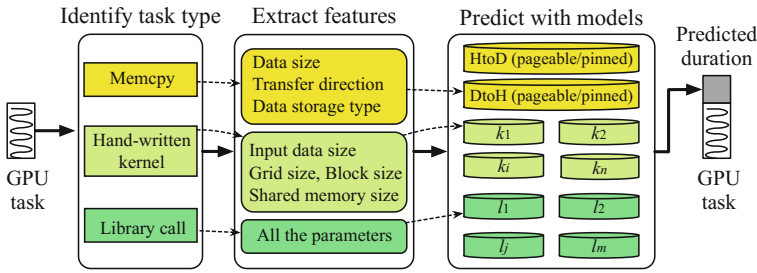 Identify task type
Extract features
Predict with models
Predicted
duration
Memcpy
Hand-written
kernel
Library call
Data size
Transfer direction
Data storage type
Input data size
Grid size, Block size
Shared memory size
All the parameters
HtoD (pageable/pinned)
DtoH (pageable/pinned)
k1
k2
ki
kn
l1
l2
lj
lm
GPU
task
GPU
task